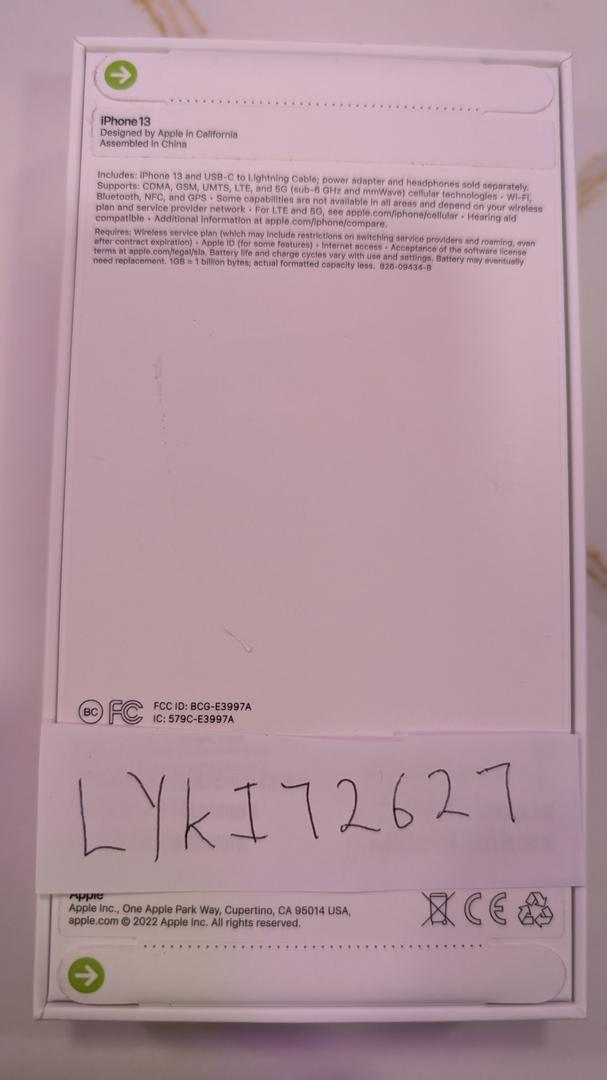 iPhone 13
Designed by Apple in California
Assembled in China
Includes: iPhone 13 and USB-C to Lightning Cable; power adapter and headphones sold separately.
Supports: CDMA, GSM, UMTS, LTE, and 5G (sub-6 GHz and mmWave) cellular technologies • Wi-Fi,
Bluetooth, NFC, and GPS • Some capabilities are not available in all areas and depend on your wireless
plan and service provider network • For LTE and 5G, see apple.com/iphone/cellular • Hearing aid
compatible • Additional information at apple.com/iphone/compare.
Requires: Wireless service plan (which may include restrictions on switching service providers and roaming, even
after contract expiration) • Apple ID (for some features) • Internet access • Acceptance of the software license
terms at apple.com/legal/sla. Battery life and charge cycles vary with use and settings. Battery may eventually
need replacement. 1GB = 1 billion bytes; actual formatted capacity less. 826-09434-B
BC FC FCC ID: BCG-E3997A
IC: 579C-E3997A
LYkI72627
Apple
Apple Inc., One Apple Park Way, Cupertino, CA 95014 USA,
apple.com © 2022 Apple Inc. All rights reserved.
CE